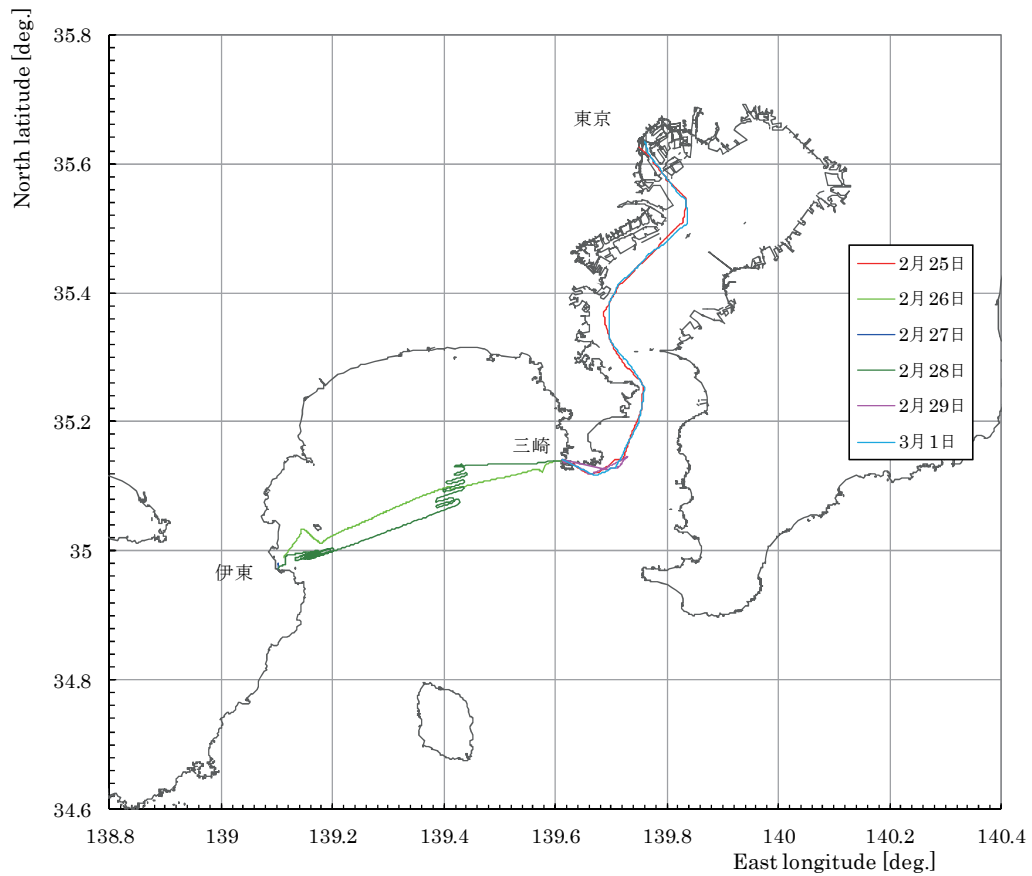 North latitude [deg.]
35.8
35.6
35.4
35.2
35
34.8
34.6
東京
三崎
伊東
2月25日
2月26日
2月27日
2月28日
2月29日
3月1日
138.8 139 139.2 139.4 139.6 139.8 140 140.2 140.4
East longitude [deg.]